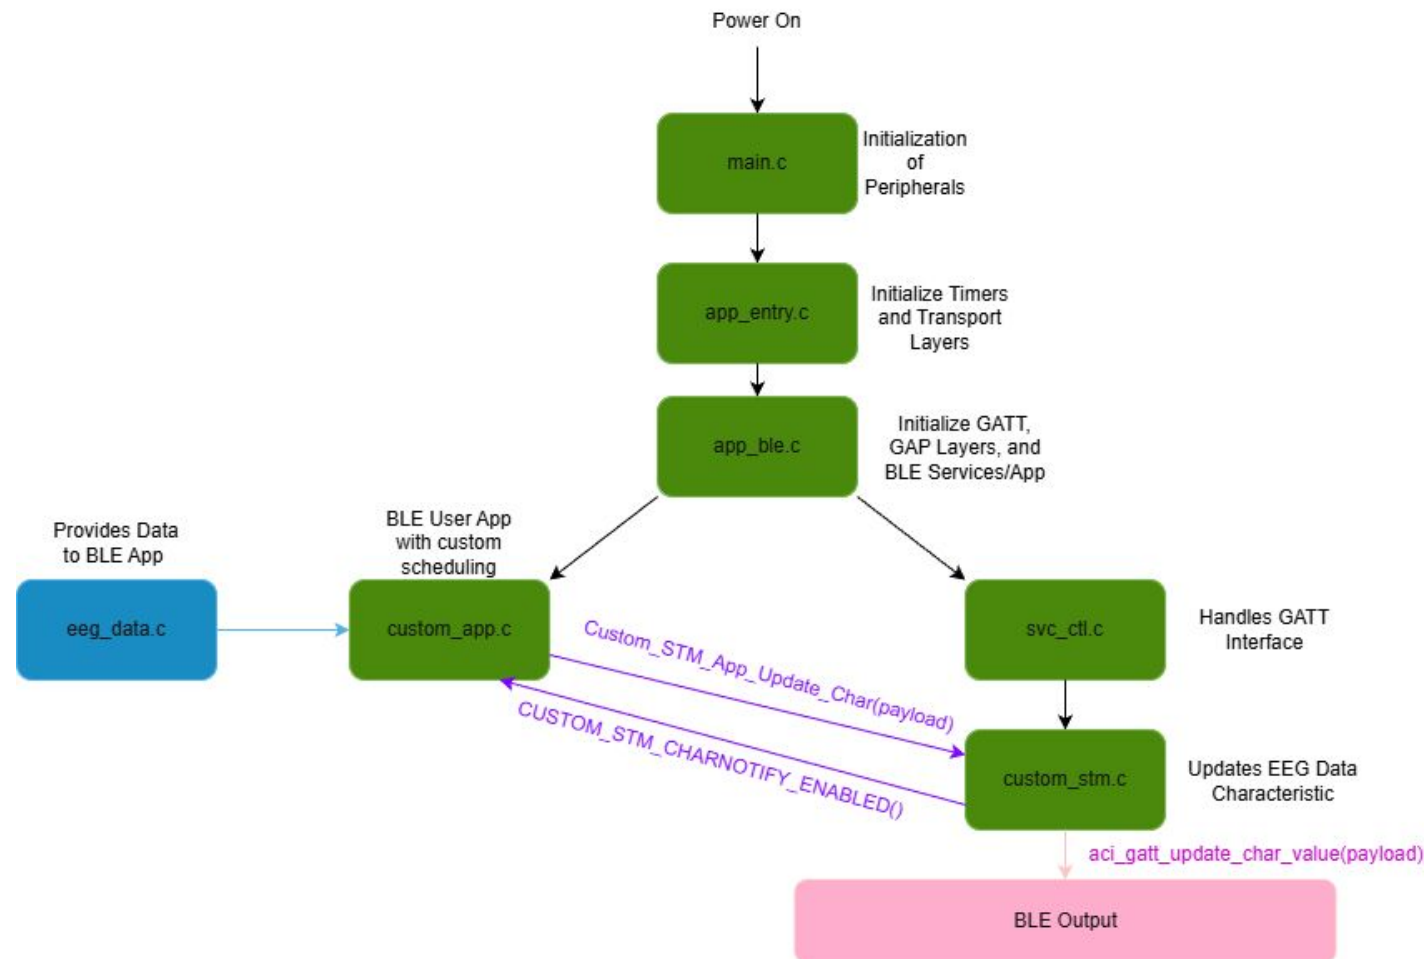 Power On
main.c
Initialization
of
Peripherals
app_entry.c
Initialize Timers
and Transport
Layers
app_ble.c
Initialize GATT,
GAP Layers, and
BLE Services/App
Provides Data
to BLE App
BLE User App
with custom
scheduling
eeg_data.c
custom_app.c
svc_ctl.c
Handles GATT
Interface
Custom_STM_App_Update_Char(payload)
CUSTOM_STM_CHARNOTIFY_ENABLED()
custom_stm.c
Updates EEG Data
Characteristic
aci_gatt_update_char_value(payload)
BLE Output